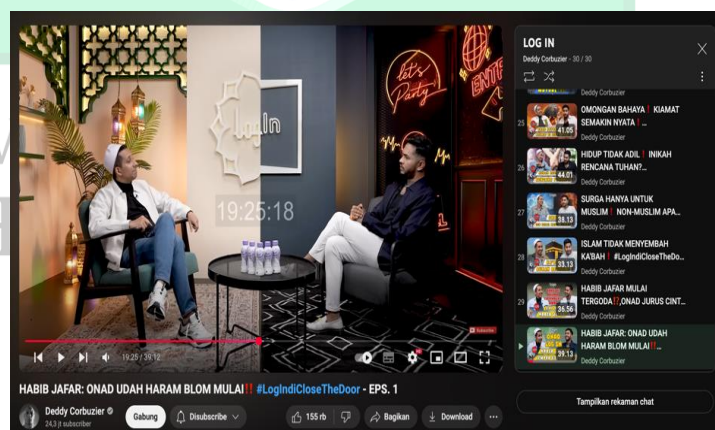 let's
Party
ENTE
LogIn
19:25:18
Subscribe
19:25 / 39:12
HABIB JAFAR: ONAD UDAH HARAM BLOM MULAI‼️ #LogIndiCloseTheDoor - EPS. 1
Deddy Corbuzier
24,3 jt subscriber
Gabung
Disubscribe
155 rb
Bagikan
Download
LOG IN
Deddy Corbuzier - 30 / 30
Deddy Corbuzier
25
41.05
OMONGAN BAHAYA❗ KIAMAT
SEMAKIN NYATA❗...
Deddy Corbuzier
26
44.01
HIDUP TIDAK ADIL❗ INIKAH
RENCANA TUHAN?...
Deddy Corbuzier
27
38.13
SURGA HANYA UNTUK
MUSLIM❗ NON-MUSLIM APA...
Deddy Corbuzier
28
33.13
ISLAM TIDAK MENYEMBAH
KA'BAH❗ #LogIndiCloseTheDo...
Deddy Corbuzier
29
36.56
HABIB JAFAR MULAI
TERGODA⁉️,ONAD JURUS CINT...
Deddy Corbuzier
39.13
HABIB JAFAR: ONAD UDAH
HARAM BLOM MULAI‼️...
Deddy Corbuzier
Tampilkan rekaman chat